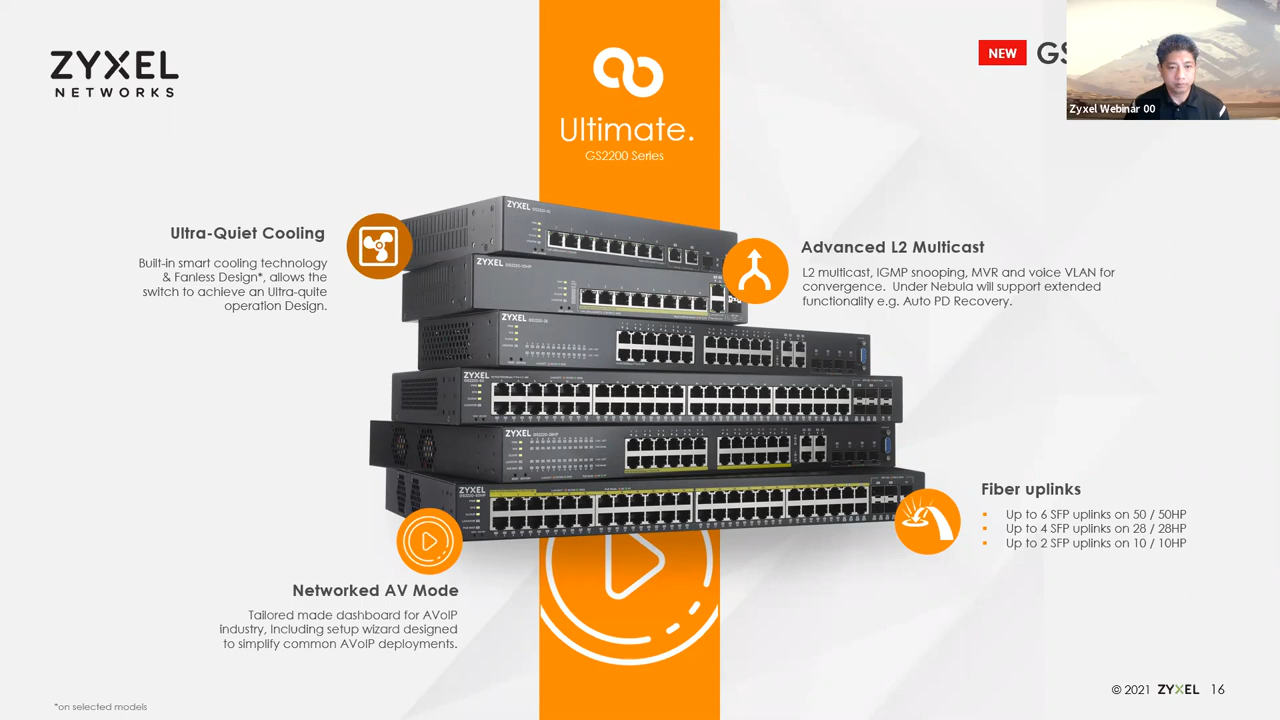 ZYXEL
NETWORKS
NEW
Zyxel Webinar 00
Ultimate.
GS2200 Series
Ultra-Quiet Cooling
Built-in smart cooling technology
& Fanless Design*, allows the
switch to achieve an Ultra-quite
operation Design.
Advanced L2 Multicast
L2 multicast, IGMP snooping, MVR and voice VLAN for
convergence. Under Nebula will support extended
functionality e.g. Auto PD Recovery.
ZYXEL
ZYXEL
ZYXEL
ZYXEL
ZYXEL
ZYXEL
Fiber uplinks
Up to 6 SFP uplinks on 50 / 50HP
Up to 4 SFP uplinks on 28 / 28HP
Up to 2 SFP uplinks on 10 / 10HP
Networked AV Mode
Tailored made dashboard for AVoIP
industry, Including setup wizard designed
to simplify common AVoIP deployments.
© 2021 ZYXEL 16
*on selected models